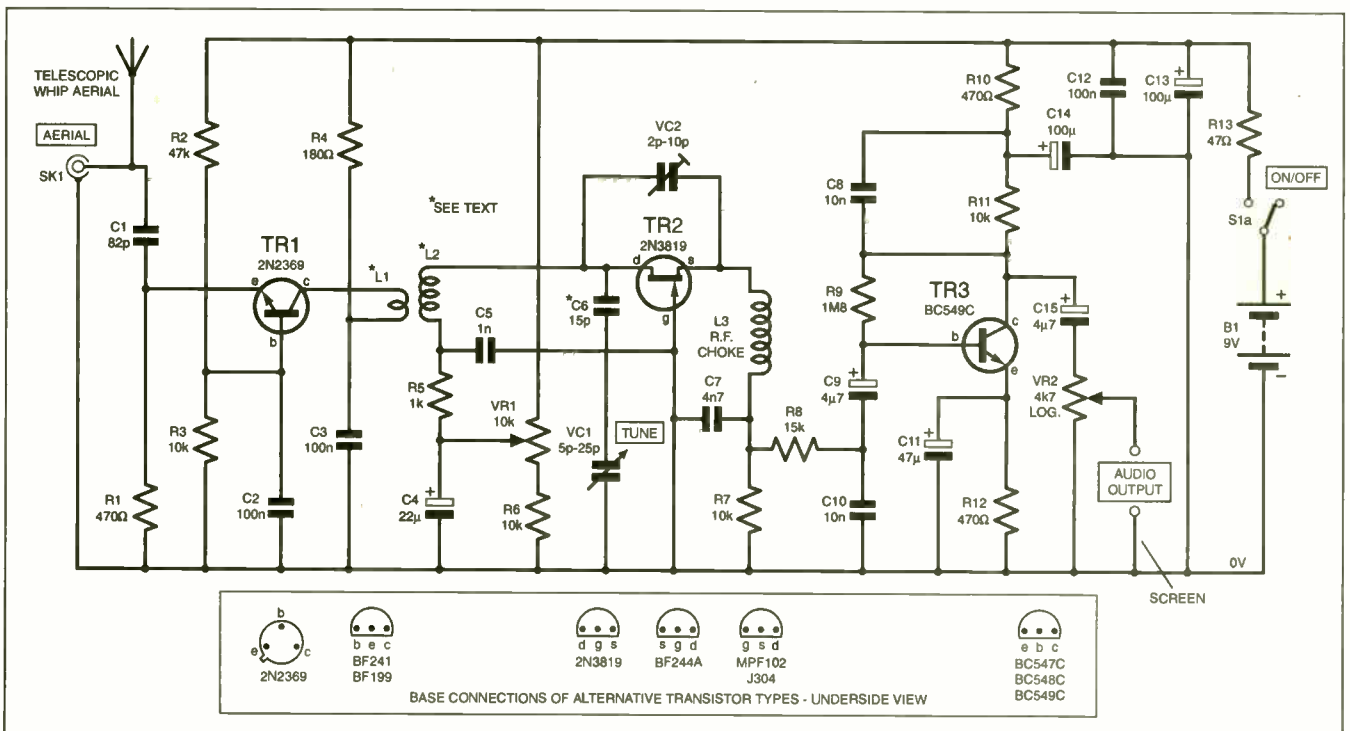 TELESCOPIC
WHIP AERIAL
AERIAL
SK1
C1
82p
R1
470Ω
R2
47k
R3
10k
TR1
2N2369
e
c
b
C2
100n
R4
180Ω
C3
100n
*L1
*L2
*SEE TEXT
C5
1n
R5
1k
C4
22µ
+
VR1
10k
R6
10k
VC2
2p-10p
TR2
2N3819
d
s
g
*C6
15p
VC1
5p-25p
TUNE
L3
R.F.
CHOKE
C7
4n7
R7
10k
R8
15k
C8
10n
R9
1M8
C9
4µ7
+
C10
10n
R10
470Ω
C14
100µ
+
R11
10k
TR3
BC549C
b
c
e
C11
47µ
+
R12
470Ω
C12
100n
C13
100µ
+
C15
4µ7
+
VR2
4k7
LOG.
AUDIO
OUTPUT
SCREEN
R13
47Ω
ON/OFF
S1a
B1
9V
+
−
0V
b
e
c
2N2369
b e c
BF241
BF199
d g s
2N3819
s g d
BF244A
g s d
MPF102
J304
e b c
BC547C
BC548C
BC549C
BASE CONNECTIONS OF ALTERNATIVE TRANSISTOR TYPES - UNDERSIDE VIEW